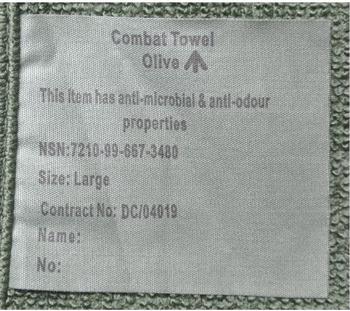 Combat Towel
Olive
This item has anti-microbial & anti-odour
properties
NSN:7210-99-667-3480
Size: Large
Contract No: DC/04019
Name:
No: